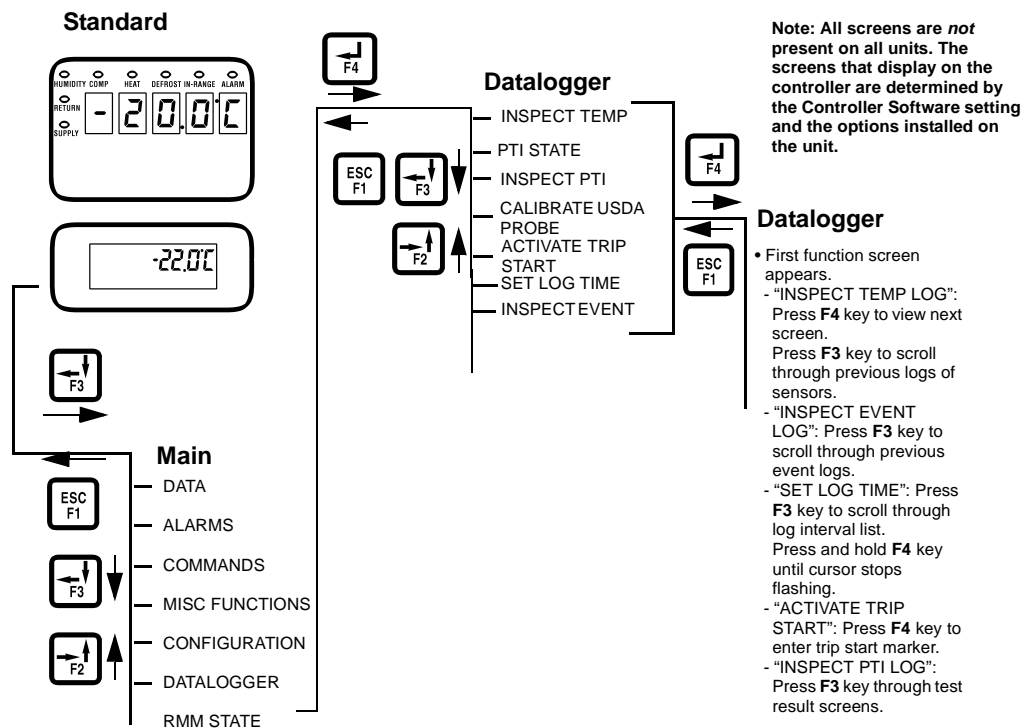 Standard
HUMIDITY COMP HEAT DEFROST IN-RANGE ALARM
RETURN
SUPPLY
- 20.0°C
-22.0°C
F3
Main
ESC
F1
F3
F2
DATA
ALARMS
COMMANDS
MISC FUNCTIONS
CONFIGURATION
DATALOGGER
RMM STATE
F4
ESC
F1
F3
F2
Datalogger
INSPECT TEMP
PTI STATE
INSPECT PTI
CALIBRATE USDA
PROBE
ACTIVATE TRIP
START
SET LOG TIME
INSPECT EVENT
F4
ESC
F1
Note: All screens are not
present on all units. The
screens that display on the
controller are determined by
the Controller Software setting
and the options installed on
the unit.
Datalogger
• First function screen
appears.
- “INSPECT TEMP LOG”:
Press F4 key to view next
screen.
Press F3 key to scroll
through previous logs of
sensors.
- “INSPECT EVENT
LOG”: Press F3 key to
scroll through previous
event logs.
- “SET LOG TIME”: Press
F3 key to scroll through
log interval list.
Press and hold F4 key
until cursor stops
flashing.
- “ACTIVATE TRIP
START”: Press F4 key to
enter trip start marker.
- “INSPECT PTI LOG”:
Press F3 key through test
result screens.